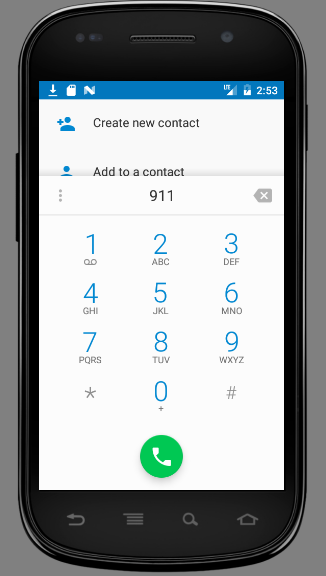 LTE 2:53
Create new contact
Add to a contact
911
1 2 ABC 3 DEF
4 GHI 5 JKL 6 MNO
7 PQRS 8 TUV 9 WXYZ
* 0 + #